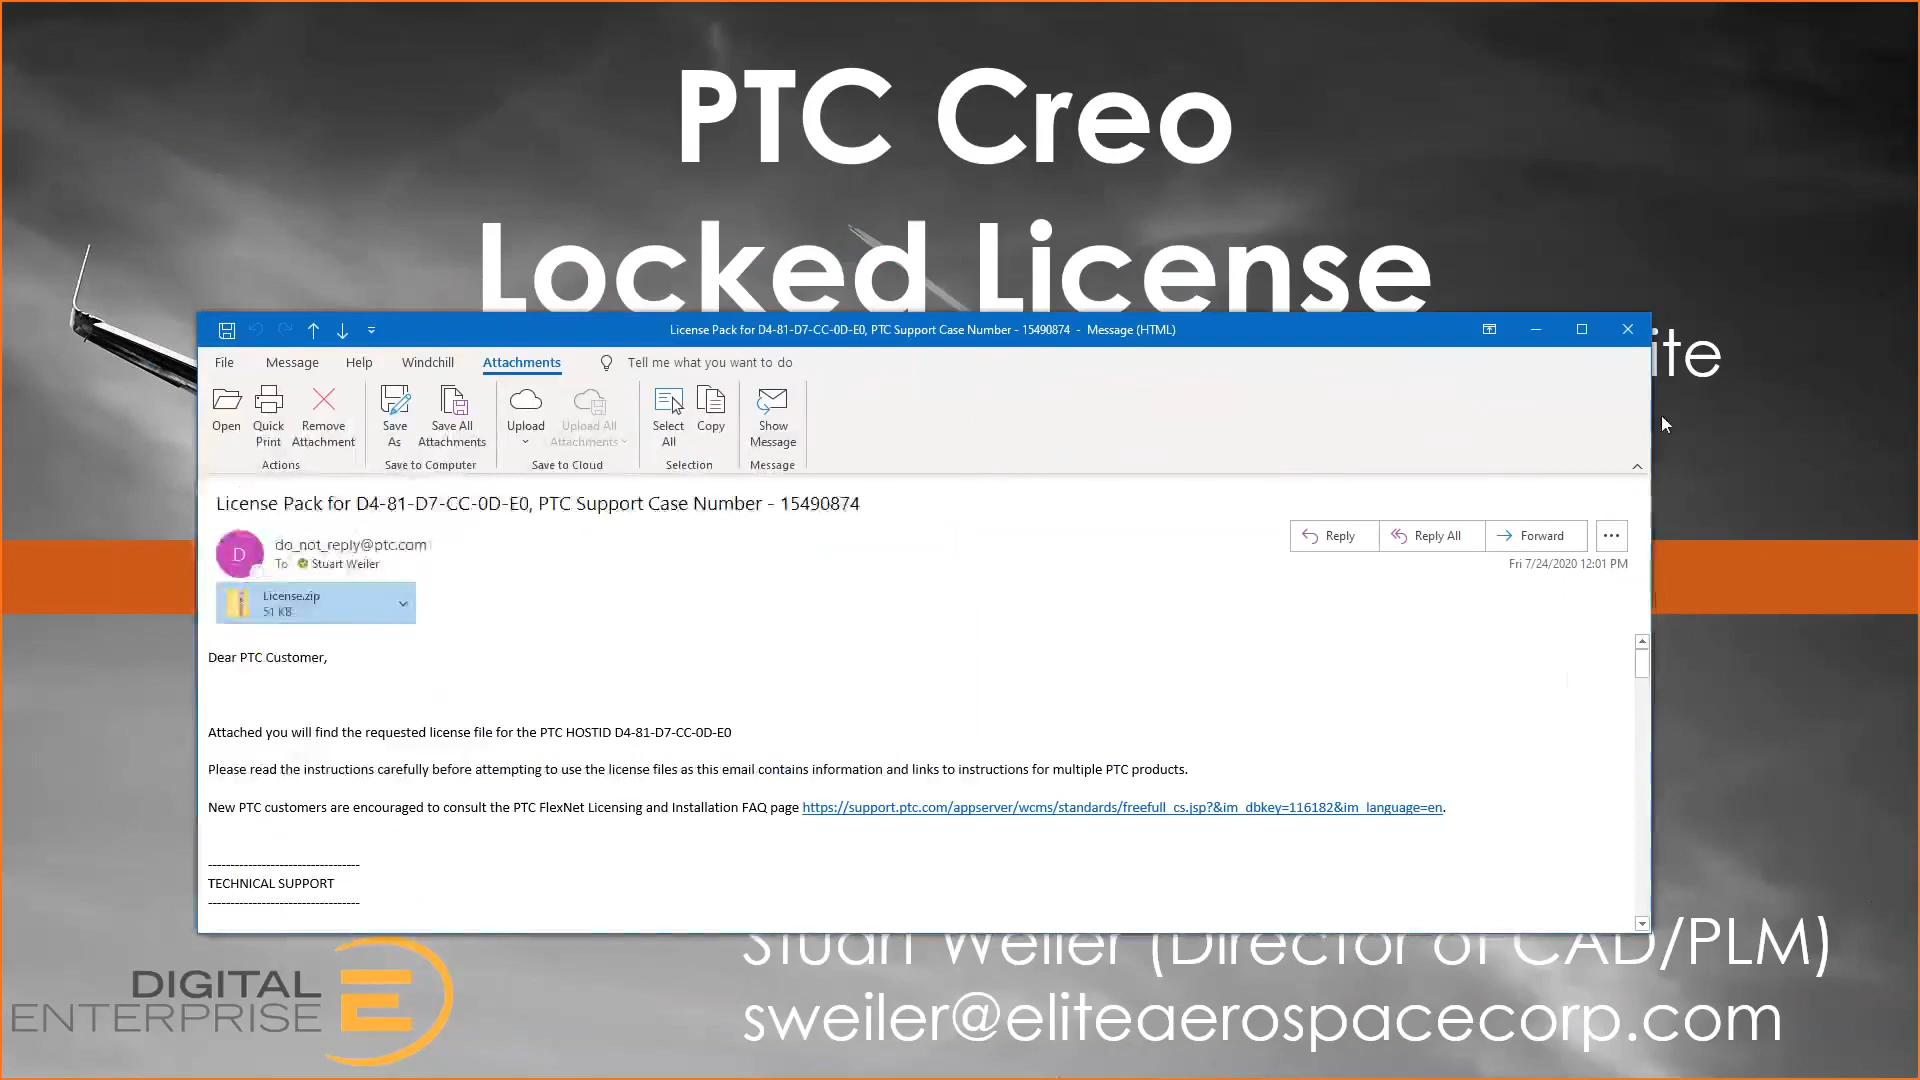 PTC Creo
Locked License
ite
License Pack for D4-81-D7-CC-0D-E0, PTC Support Case Number - 15490874 - Message (HTML)
File Message Help Windchill Attachments Tell me what you want to do
Open Quick Print Remove Attachment Save As Save All Attachments Upload Upload All Attachments Select All Copy Show Message
Actions Save to Computer Save to Cloud Selection Message
License Pack for D4-81-D7-CC-0D-E0, PTC Support Case Number - 15490874
D
do_not_reply@ptc.com
To Stuart Weiler
Reply Reply All Forward ...
Fri 7/24/2020 12:01 PM
License.zip
51 KB
Dear PTC Customer,
Attached you will find the requested license file for the PTC HOSTID D4-81-D7-CC-0D-E0
Please read the instructions carefully before attempting to use the license files as this email contains information and links to instructions for multiple PTC products.
New PTC customers are encouraged to consult the PTC FlexNet Licensing and Installation FAQ page https://support.ptc.com/appserver/wcms/standards/freefull_cs.jsp?&im_dbkey=116182&im_language=en.
----------------------------------
TECHNICAL SUPPORT
----------------------------------
Stuart Weiler (Director of CAD/PLM)
sweiler@eliteaerospacecorp.com
DIGITAL
ENTERPRISE
E